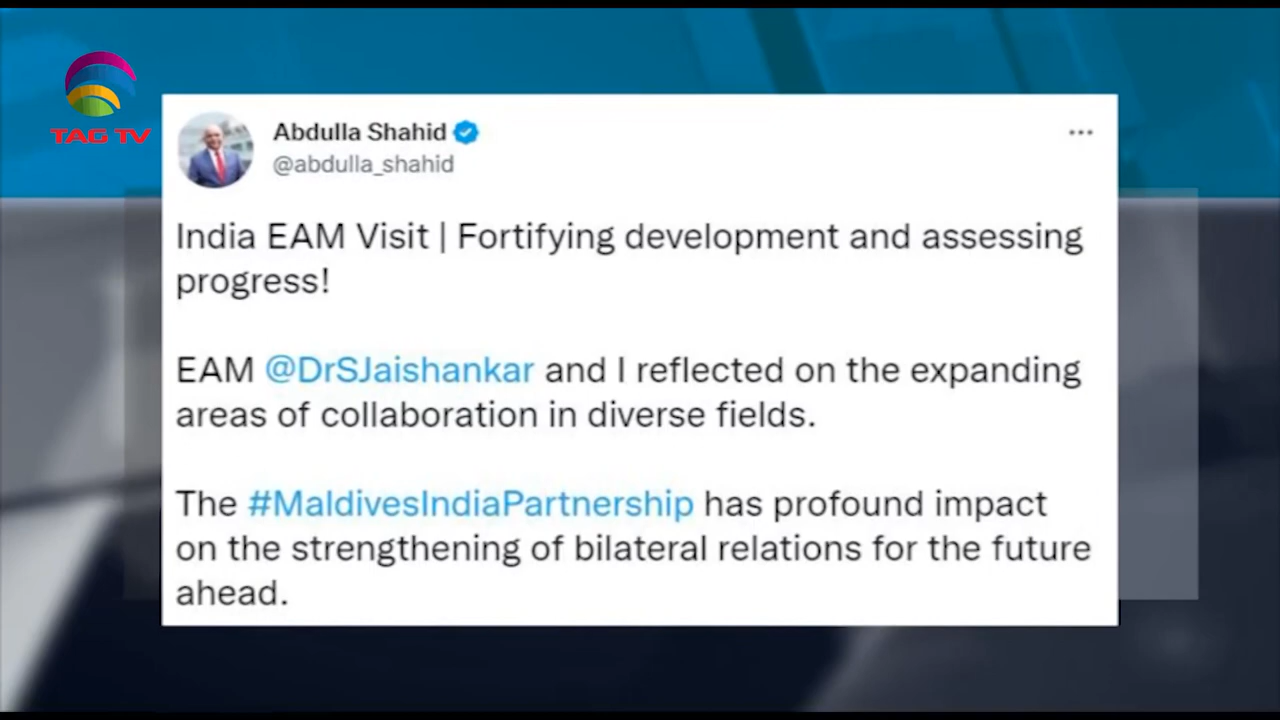 TAG TV
Abdulla Shahid
@abdulla_shahid
India EAM Visit | Fortifying development and assessing
progress!
EAM @DrSJaishankar and I reflected on the expanding
areas of collaboration in diverse fields.
The #MaldivesIndiaPartnership has profound impact
on the strengthening of bilateral relations for the future
ahead.